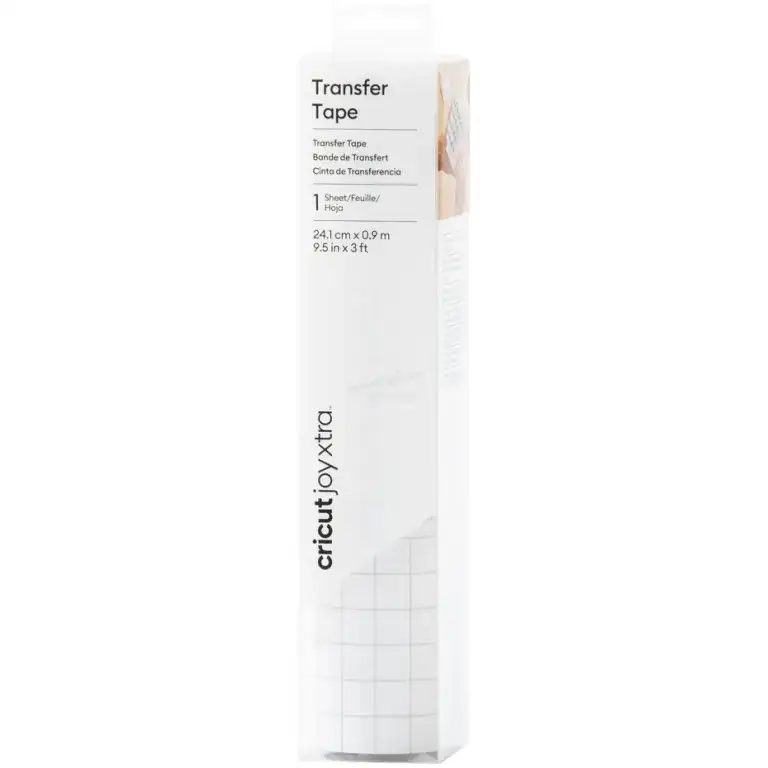 Transfer
Tape
Transfer Tape
Bande de Transfert
Cinta de Transferencia
1 Sheet/Feuille/
Hoja
24.1 cm x 0.9 m
9.5 in x 3 ft
cricut joy xtra™